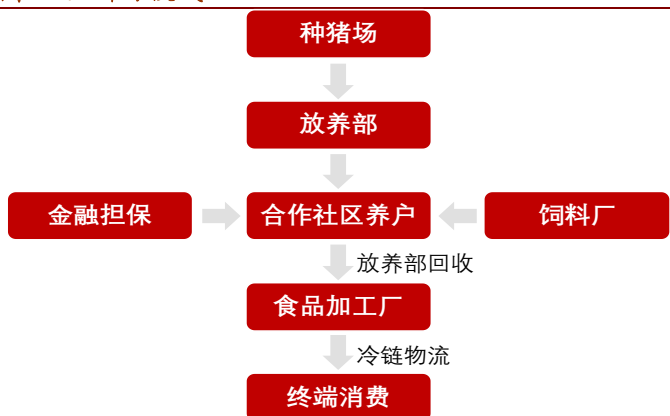 种猪场
放养部
金融担保
合作社区养户
饲料厂
放养部回收
食品加工厂
冷链物流
终端消费